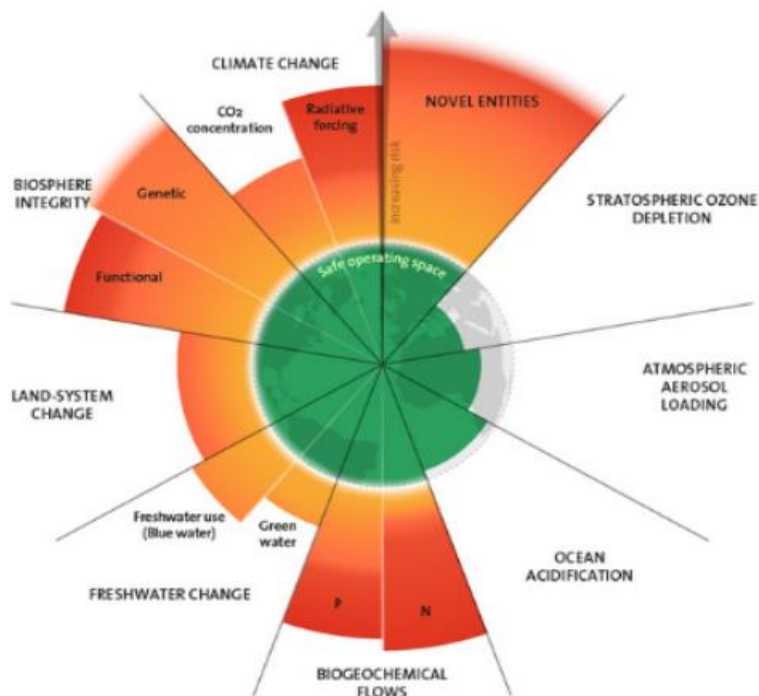 CLIMATE CHANGE
CO2
concentration
Radiative
forcing
NOVEL ENTITIES
Increasing risk
BIOSPHERE
INTEGRITY
Genetic
Functional
STRATOSPHERIC OZONE
DEPLETION
Safe operating space
LAND-SYSTEM
CHANGE
ATMOSPHERIC
AEROSOL
LOADING
Freshwater use
(Blue water)
Green
water
FRESHWATER CHANGE
OCEAN
ACIDIFICATION
P
N
BIOGEOCHEMICAL
FLOWS